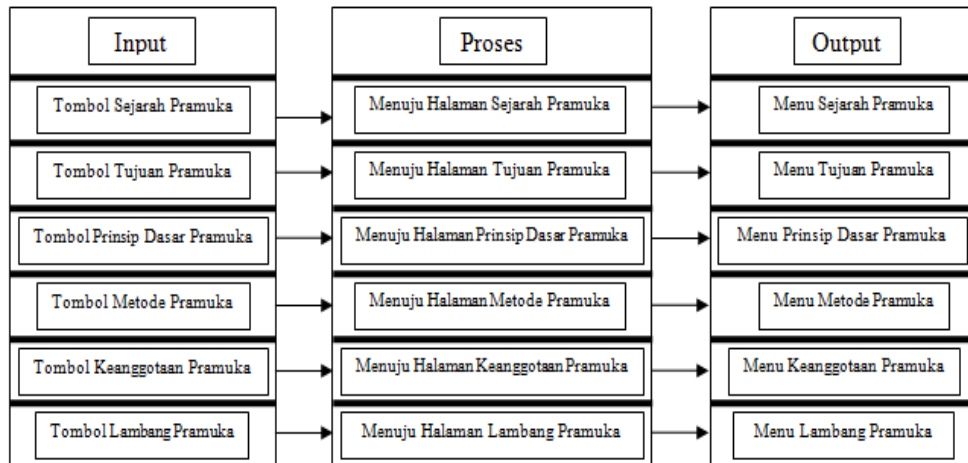 Input
Proses
Output
Tombol Sejarah Pramuka
Menuju Halaman Sejarah Pramuka
Menu Sejarah Pramuka
Tombol Tujuan Pramuka
Menuju Halaman Tujuan Pramuka
Menu Tujuan Pramuka
Tombol Prinsip Dasar Pramuka
Menuju Halaman Prinsip Dasar Pramuka
Menu Prinsip Dasar Pramuka
Tombol Metode Pramuka
Menuju Halaman Metode Pramuka
Menu Metode Pramuka
Tombol Keanggotaan Pramuka
Menuju Halaman Keanggotaan Pramuka
Menu Keanggotaan Pramuka
Tombol Lambang Pramuka
Menuju Halaman Lambang Pramuka
Menu Lambang Pramuka